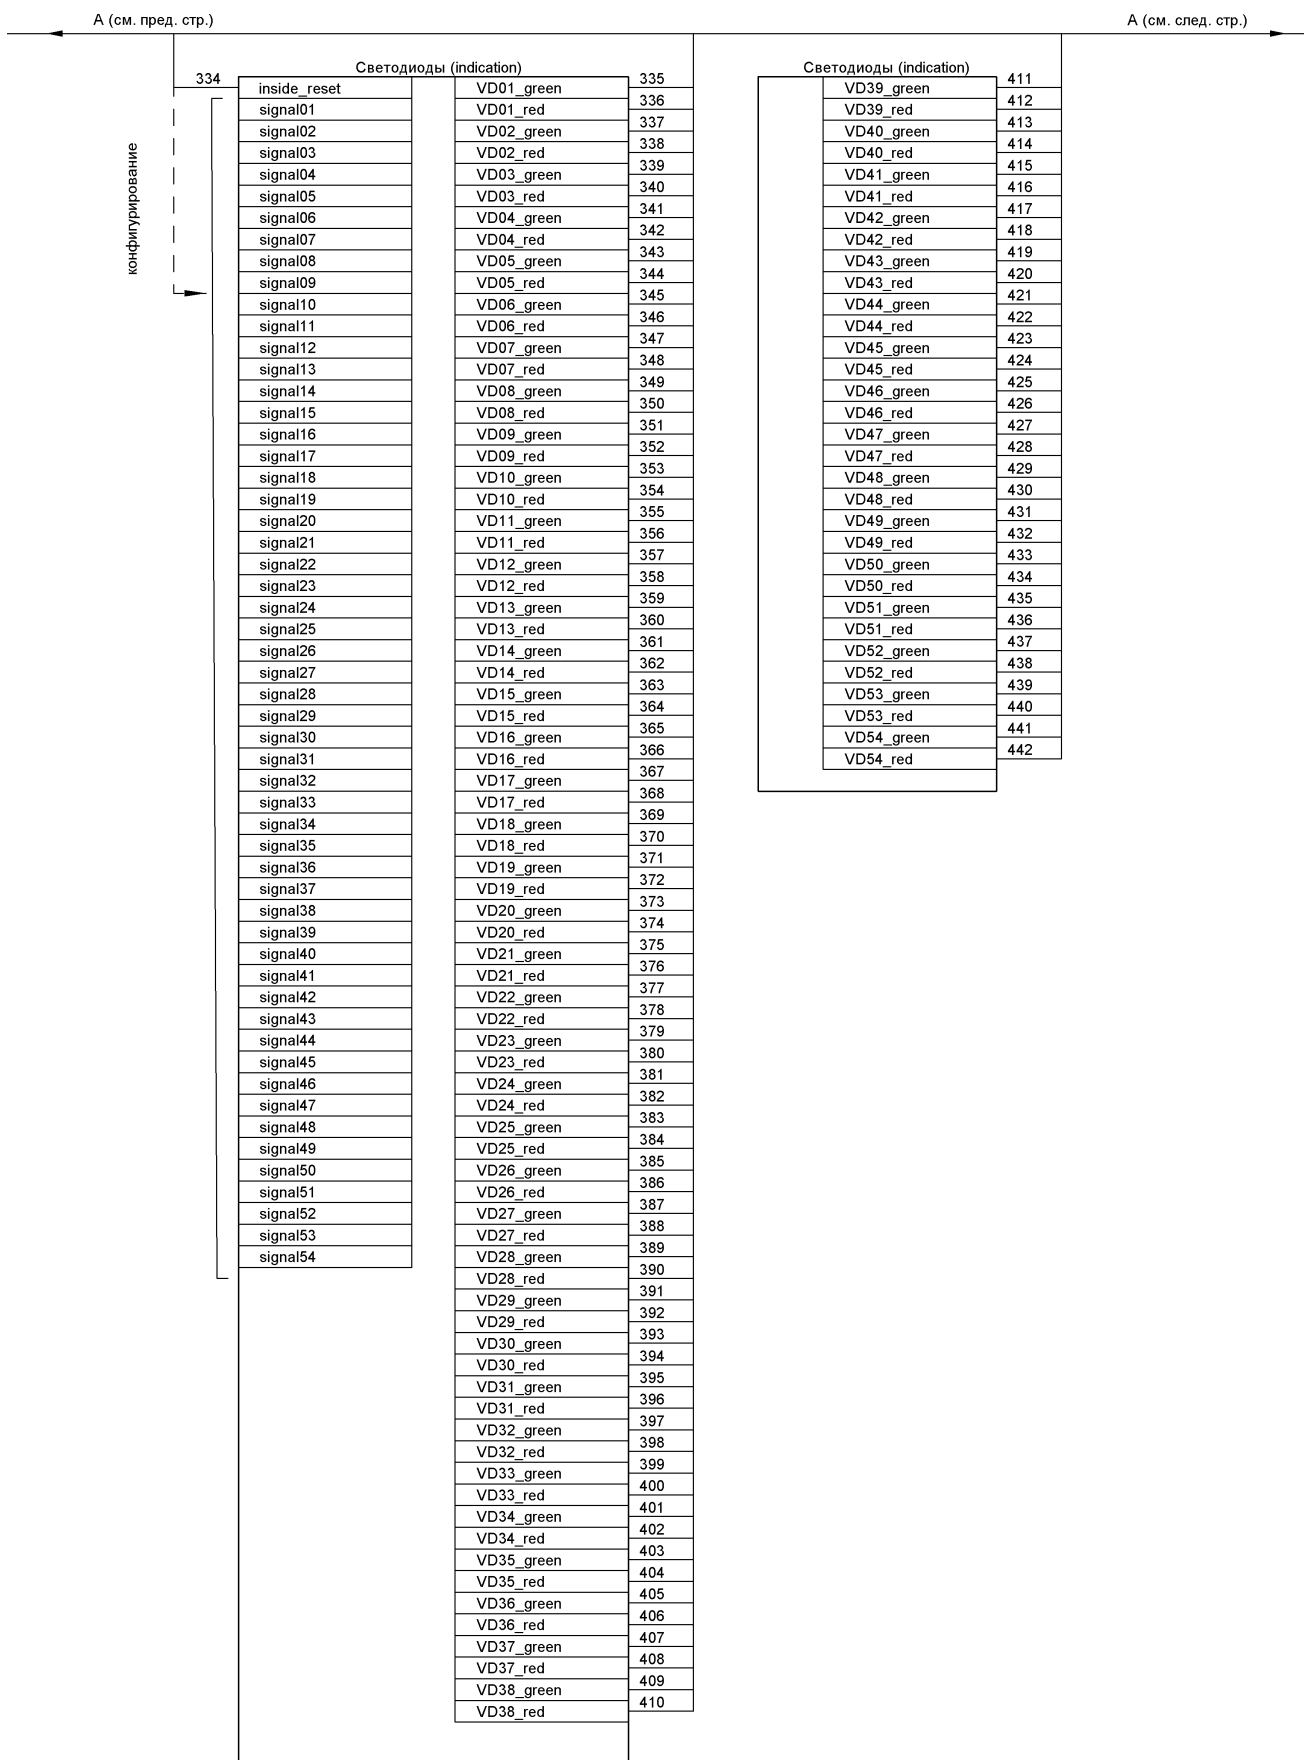 А (см. пред. стр.)
А (см. след. стр.)
конфигурирование
Светодиоды (indication)
334
inside_reset
signal01
signal02
signal03
signal04
signal05
signal06
signal07
signal08
signal09
signal10
signal11
signal12
signal13
signal14
signal15
signal16
signal17
signal18
signal19
signal20
signal21
signal22
signal23
signal24
signal25
signal26
signal27
signal28
signal29
signal30
signal31
signal32
signal33
signal34
signal35
signal36
signal37
signal38
signal39
signal40
signal41
signal42
signal43
signal44
signal45
signal46
signal47
signal48
signal49
signal50
signal51
signal52
signal53
signal54
VD01_green 335
VD01_red 336
VD02_green 337
VD02_red 338
VD03_green 339
VD03_red 340
VD04_green 341
VD04_red 342
VD05_green 343
VD05_red 344
VD06_green 345
VD06_red 346
VD07_green 347
VD07_red 348
VD08_green 349
VD08_red 350
VD09_green 351
VD09_red 352
VD10_green 353
VD10_red 354
VD11_green 355
VD11_red 356
VD12_green 357
VD12_red 358
VD13_green 359
VD13_red 360
VD14_green 361
VD14_red 362
VD15_green 363
VD15_red 364
VD16_green 365
VD16_red 366
VD17_green 367
VD17_red 368
VD18_green 369
VD18_red 370
VD19_green 371
VD19_red 372
VD20_green 373
VD20_red 374
VD21_green 375
VD21_red 376
VD22_green 377
VD22_red 378
VD23_green 379
VD23_red 380
VD24_green 381
VD24_red 382
VD25_green 383
VD25_red 384
VD26_green 385
VD26_red 386
VD27_green 387
VD27_red 388
VD28_green 389
VD28_red 390
VD29_green 391
VD29_red 392
VD30_green 393
VD30_red 394
VD31_green 395
VD31_red 396
VD32_green 397
VD32_red 398
VD33_green 399
VD33_red 400
VD34_green 401
VD34_red 402
VD35_green 403
VD35_red 404
VD36_green 405
VD36_red 406
VD37_green 407
VD37_red 408
VD38_green 409
VD38_red 410
Светодиоды (indication)
VD39_green 411
VD39_red 412
VD40_green 413
VD40_red 414
VD41_green 415
VD41_red 416
VD42_green 417
VD42_red 418
VD43_green 419
VD43_red 420
VD44_green 421
VD44_red 422
VD45_green 423
VD45_red 424
VD46_green 425
VD46_red 426
VD47_green 427
VD47_red 428
VD48_green 429
VD48_red 430
VD49_green 431
VD49_red 432
VD50_green 433
VD50_red 434
VD51_green 435
VD51_red 436
VD52_green 437
VD52_red 438
VD53_green 439
VD53_red 440
VD54_green 441
VD54_red 442